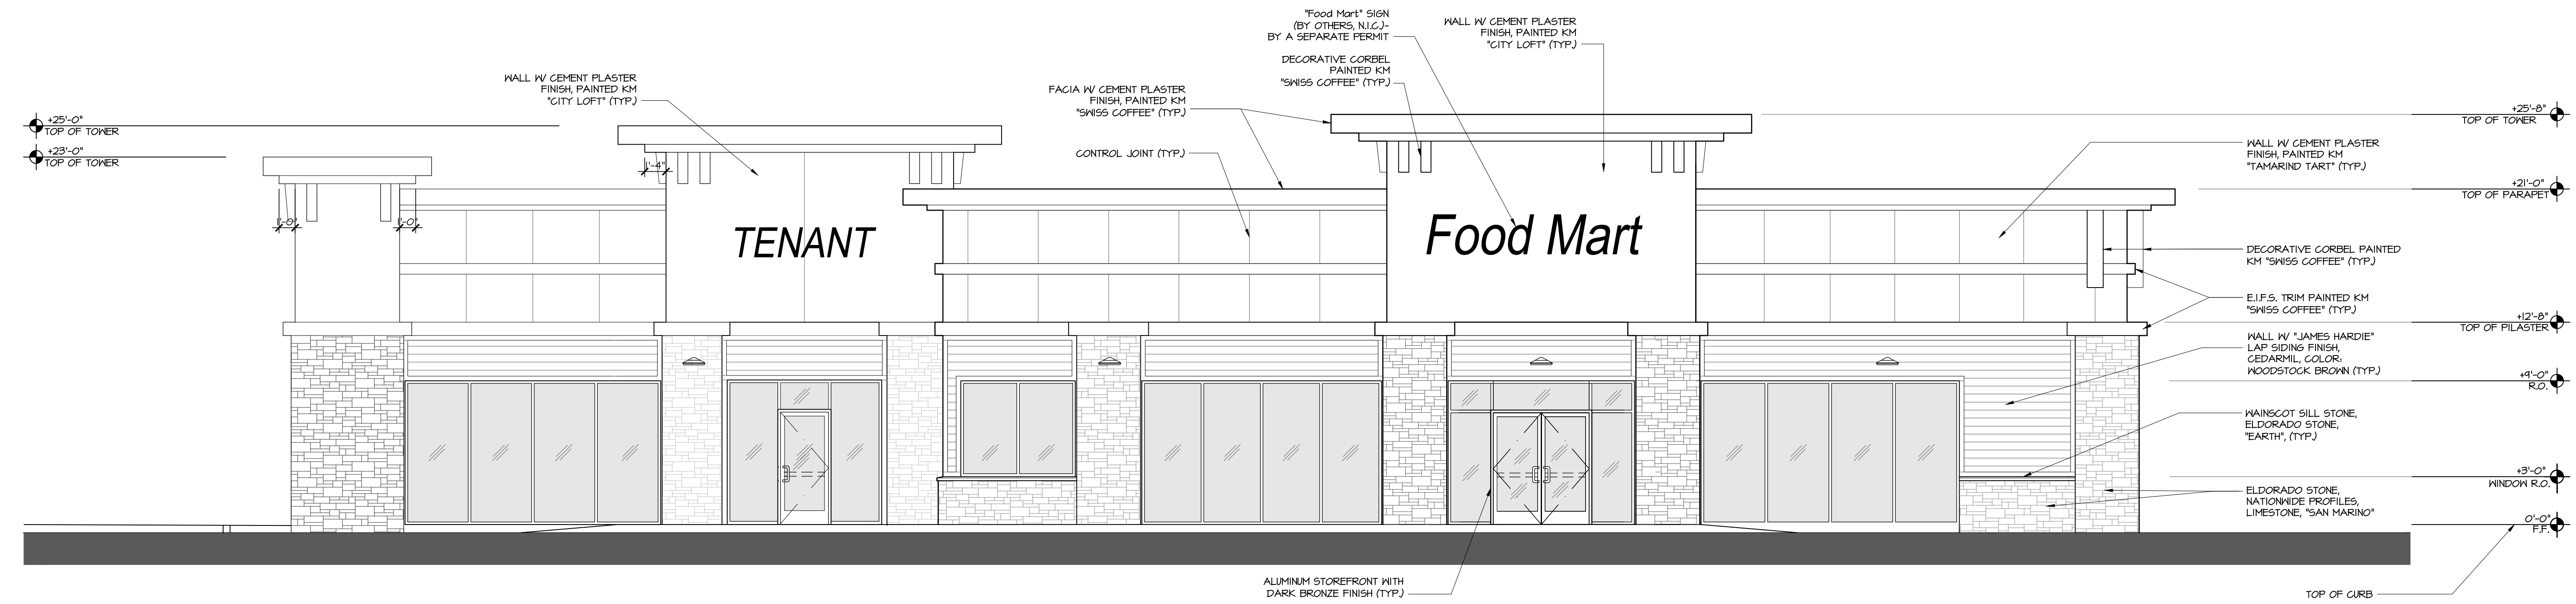 "Food Mart" SIGN
(BY OTHERS, N.I.C.)-
BY A SEPARATE PERMIT
WALL W/ CEMENT PLASTER
FINISH, PAINTED KM
"CITY LOFT" (TYP.)
DECORATIVE CORBEL
PAINTED KM
"SWISS COFFEE" (TYP.)
WALL W/ CEMENT PLASTER
FINISH, PAINTED KM
"CITY LOFT" (TYP.)
FACIA W/ CEMENT PLASTER
FINISH, PAINTED KM
"SWISS COFFEE" (TYP.)
CONTROL JOINT (TYP.)
+25'-0"
TOP OF TOWER
+23'-0"
TOP OF TOWER
1'-4"
1'-0"
1'-0"
TENANT
Food Mart
+25'-8"
TOP OF TOWER
WALL W/ CEMENT PLASTER
FINISH, PAINTED KM
"TAMARIND TART" (TYP.)
+21'-0"
TOP OF PARAPET
DECORATIVE CORBEL PAINTED
KM "SWISS COFFEE" (TYP.)
E.I.F.S. TRIM PAINTED KM
"SWISS COFFEE" (TYP.)
+12'-8"
TOP OF PILASTER
WALL W/ "JAMES HARDIE"
LAP SIDING FINISH,
CEDARMIL, COLOR:
WOODSTOCK BROWN (TYP.)
+9'-0"
R.O.
WAINSCOT SILL STONE,
ELDORADO STONE,
"EARTH", (TYP.)
+3'-0"
WINDOW R.O.
ELDORADO STONE,
NATIONWIDE PROFILES,
LIMESTONE, "SAN MARINO"
0'-0"
F.F.
ALUMINUM STOREFRONT WITH
DARK BRONZE FINISH (TYP.)
TOP OF CURB